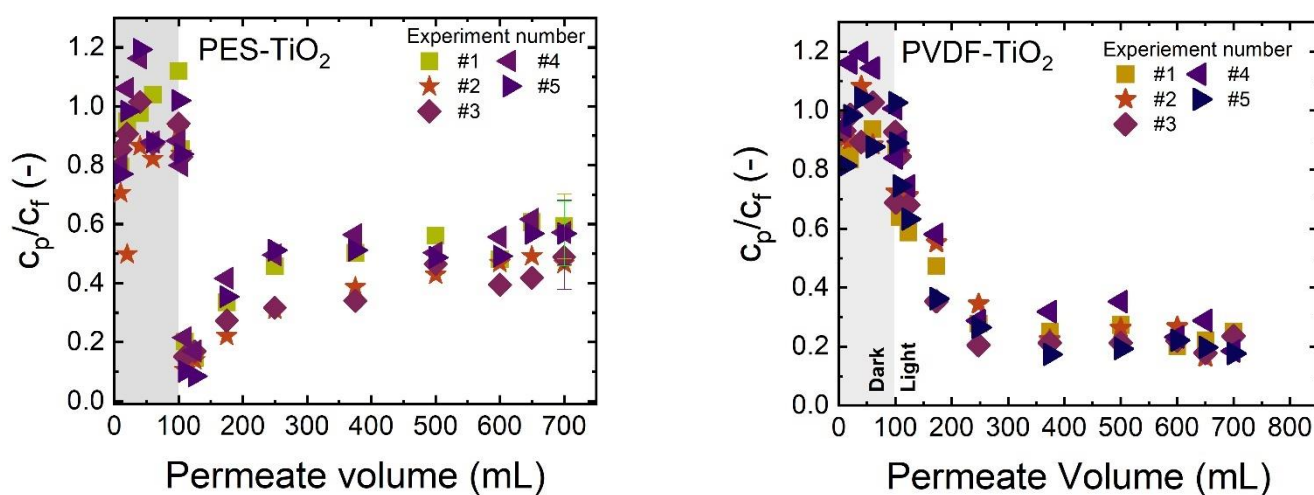 PES-TiO₂
Experiment number
#1 #4
#2 #5
#3
1.2
1.0
0.8
0.6
0.4
0.2
0.0
cₚ/c_f (-)
0 100 200 300 400 500 600 700
Permeate volume (mL)
PVDF-TiO₂
Experiement number
#1 #4
#2 #5
#3
1.2
1.0
0.8
0.6
0.4
0.2
0.0
cₚ/c_f (-)
Dark
Light
0 100 200 300 400 500 600 700 800
Permeate Volume (mL)